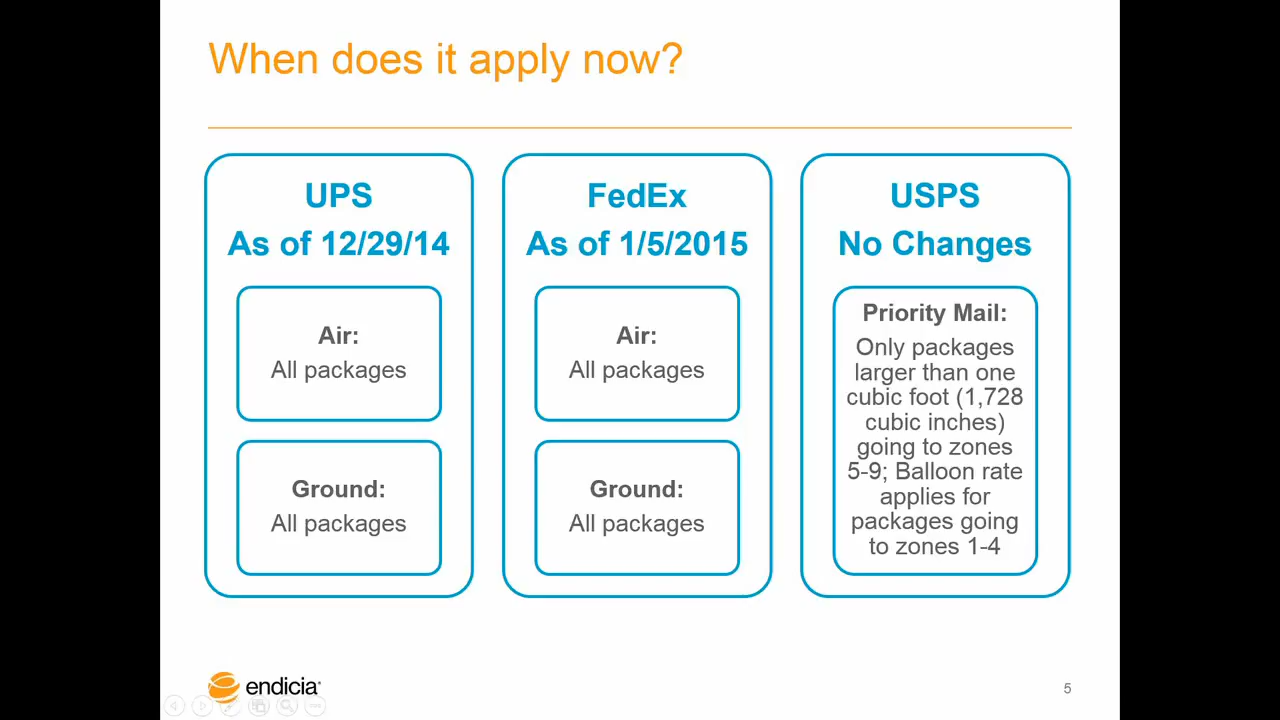 When does it apply now?
UPS
As of 12/29/14
Air:
All packages
Ground:
All packages
FedEx
As of 1/5/2015
Air:
All packages
Ground:
All packages
USPS
No Changes
Priority Mail:
Only packages
larger than one
cubic foot (1,728
cubic inches)
going to zones
5-9; Balloon rate
applies for
packages going
to zones 1-4
endicia
5